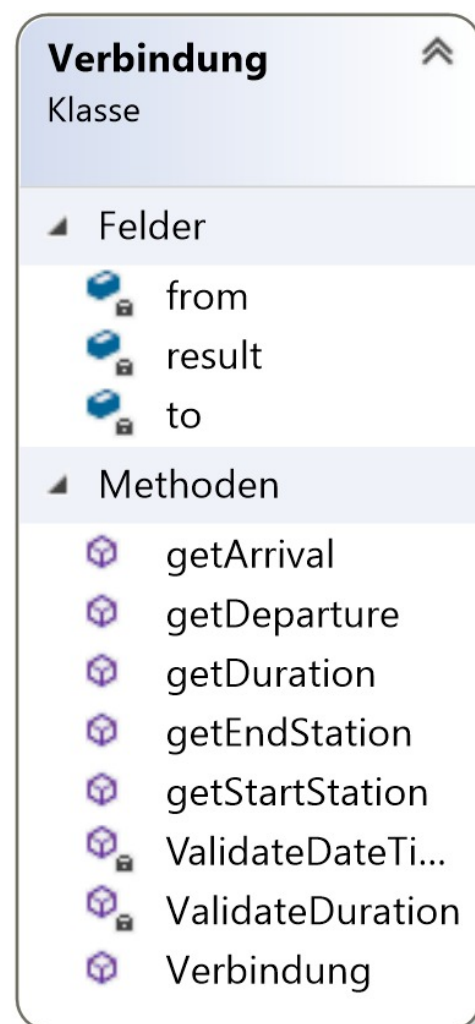 Verbindung
Klasse
Felder
from
result
to
Methoden
getArrival
getDeparture
getDuration
getEndStation
getStartStation
ValidateDateTi...
ValidateDuration
Verbindung